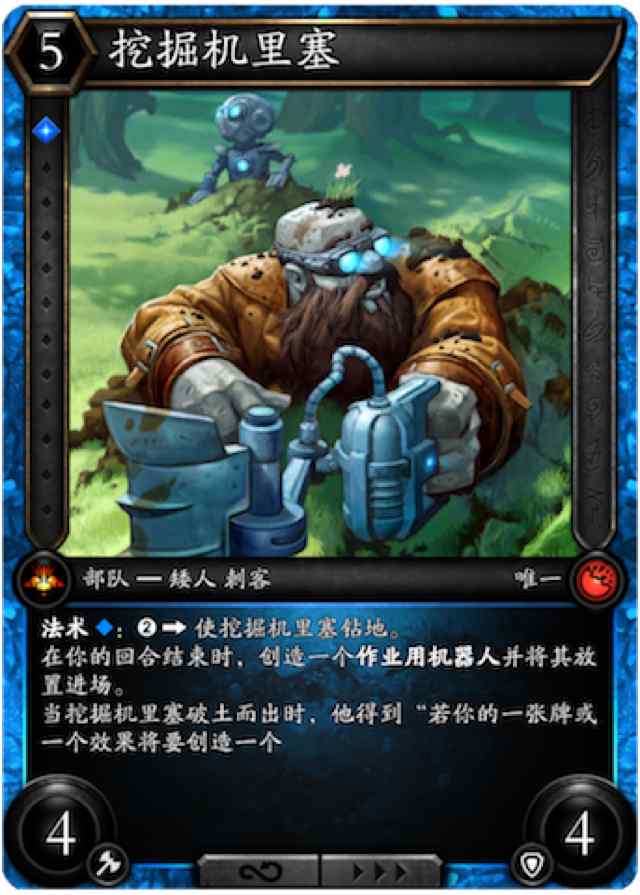 5 挖掘机里塞
部队 — 矮人 刺客 唯一
法术 ◆：❷➡ 使挖掘机里塞钻地。
在你的回合结束时，创造一个作业用机器人并将其放
置进场。
当挖掘机里塞破土而出时，他得到“若你的一张牌或
一个效果将要创造一个
4 4